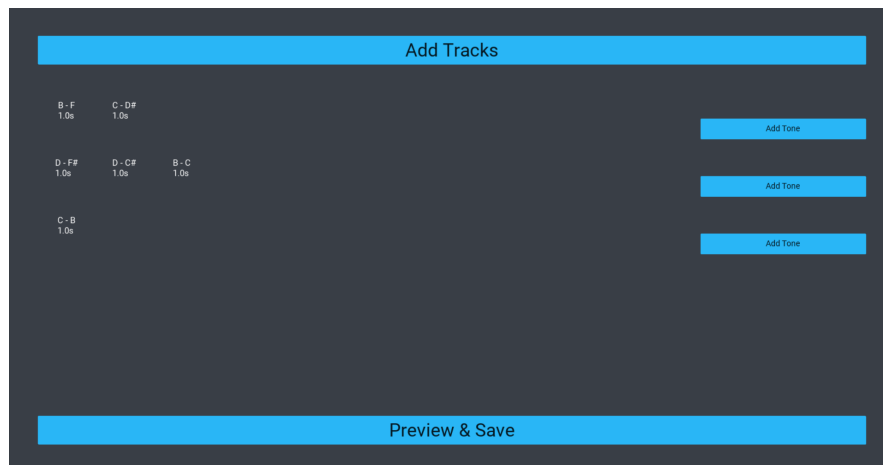 Add Tracks
B - F C - D#
1.0s 1.0s
Add Tone
D - F# D - C# B - C
1.0s 1.0s 1.0s
Add Tone
C - B
1.0s
Add Tone
Preview & Save